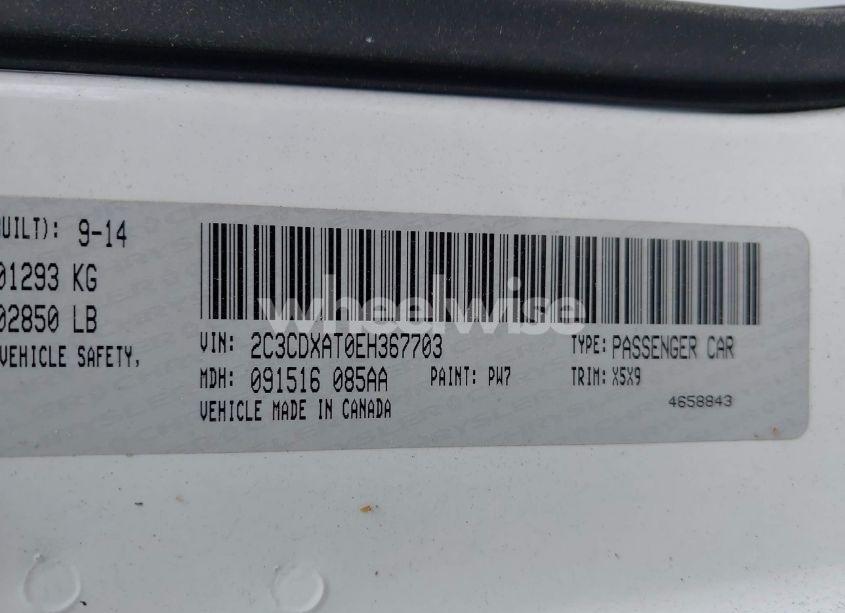 UILT): 9-14
01293 KG
02850 LB
VEHICLE SAFETY,
VIN: 2C3CDXAT0EH367703 TYPE: PASSENGER CAR
MDH: 091516 085AA PAINT: PW7 TRIM: X5X9
VEHICLE MADE IN CANADA 4658843
wheelwise